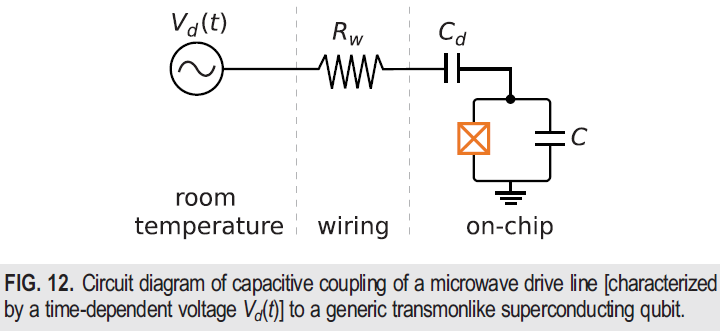 V_d(t)
R_w
C_d
C
room
temperature
wiring
on-chip
FIG. 12. Circuit diagram of capacitive coupling of a microwave drive line [characterized
by a time-dependent voltage V_d(t)] to a generic transmonlike superconducting qubit.